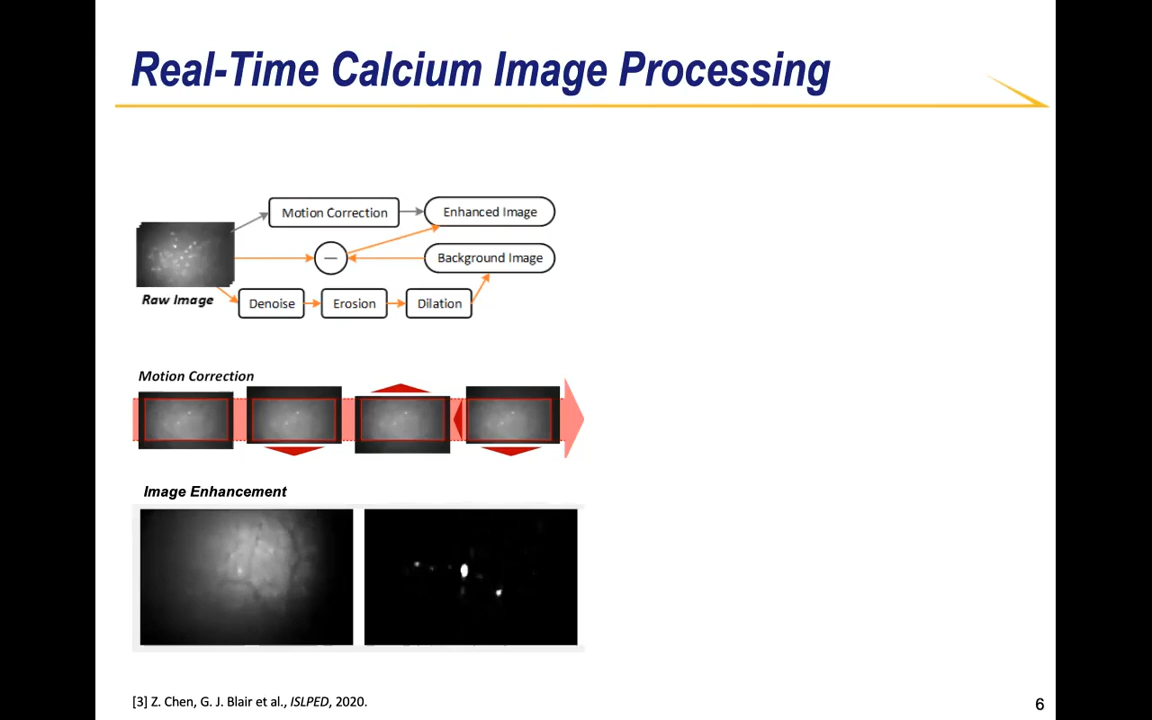 Real-Time Calcium Image Processing
Motion Correction
Enhanced Image
—
Background Image
Raw Image
Denoise
Erosion
Dilation
Motion Correction
Image Enhancement
[3] Z. Chen, G. J. Blair et al., ISLPED, 2020.
6